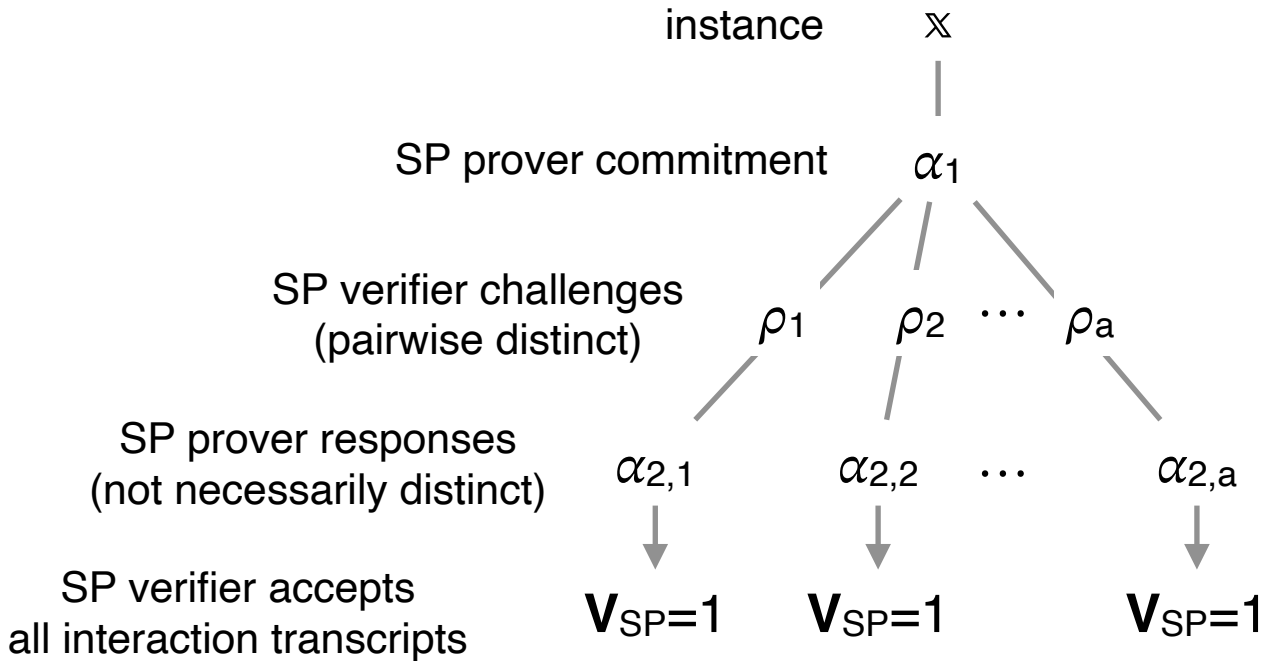 instance 𝕏
SP prover commitment α1
SP verifier challenges
(pairwise distinct)
ρ1 ρ2 ⋯ ρa
SP prover responses
(not necessarily distinct)
α2,1 α2,2 ⋯ α2,a
SP verifier accepts
all interaction transcripts
VSP=1 VSP=1 VSP=1